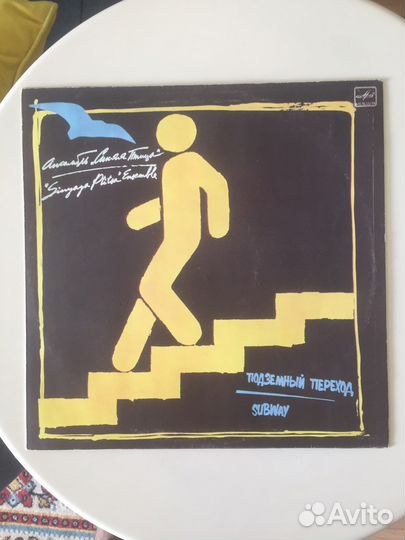 Ансамбль „Синяя Птица"
"Sinyaya Ptitsa" Ensemble
ПОДЗЕМНЫЙ ПЕРЕХОД
SUBWAY
Avito